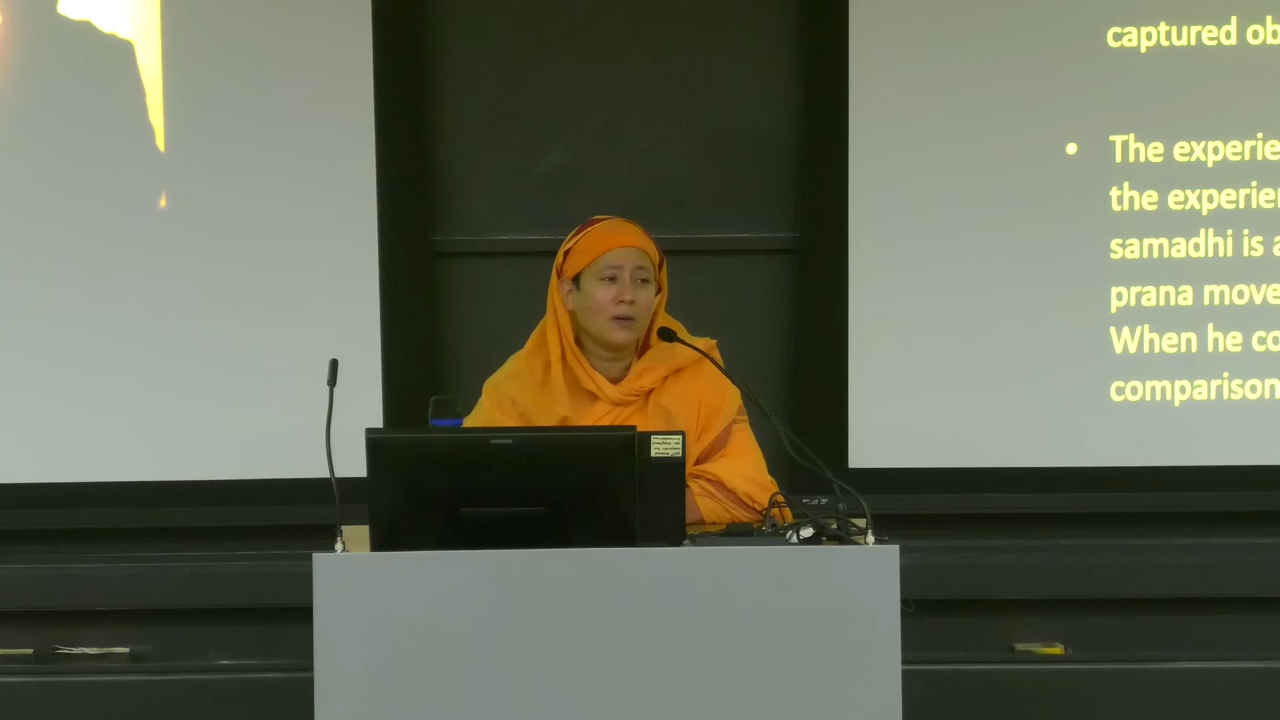 captured ob
• The experie
the experier
samadhi is a
prana move
When he co
comparison